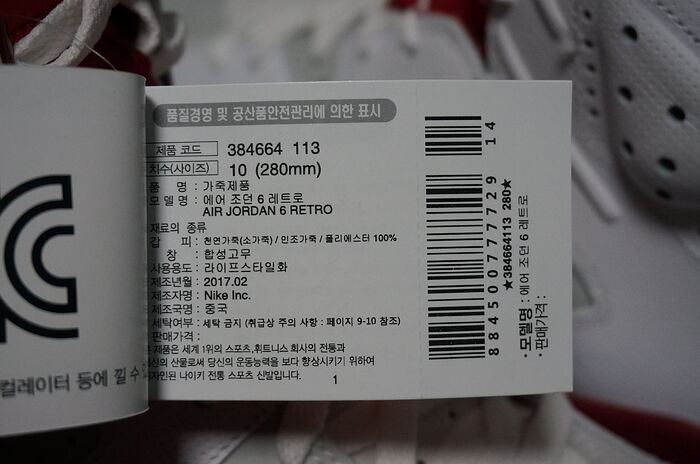 품질경영 및 공산품안전관리에 의한 표시
제품 코드 384664 113
치수(사이즈) 10 (280mm)
품 명 : 가죽제품
모 델 명 : 에어 조던 6 레트로
AIR JORDAN 6 RETRO
재료의 종류
갑 피 : 천연가죽(소가죽) / 인조가죽 / 폴리에스터 100%
창 : 합성고무
사용용도 : 라이프스타일화
제조년월 : 2017.02
제조자명 : Nike Inc.
제조국명 : 중국
세탁여부 : 세탁 금지 (취급상 주의 사항 : 페이지 9-10 참조)
판매가격 :
제품은 세계 1위의 스포츠,휘트니스 회사의 전통과
산물로써 당신의 운동능력을 보다 향상시키기 위하여
나이키 전통 스포츠 신발입니다.
1
88450077772​9 14
★384664113 280★
· 모델명 : 에어 조던 6 레트로
· 판매가격 :
컬레이터 등에 낄 수